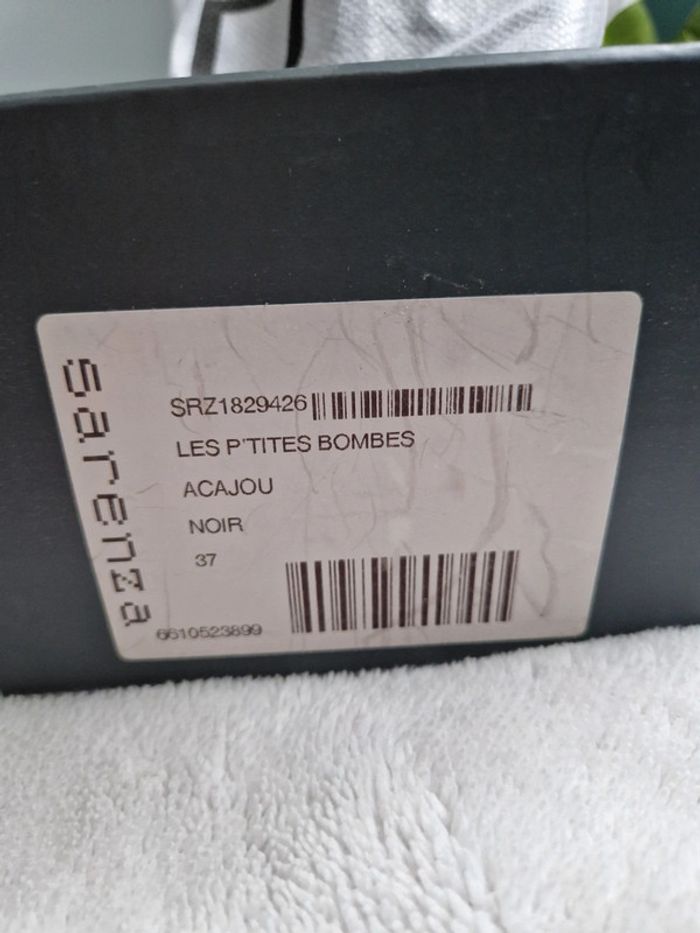 sarenza
SRZ1829426
LES P'TITES BOMBES
ACAJOU
NOIR
37
6610523899